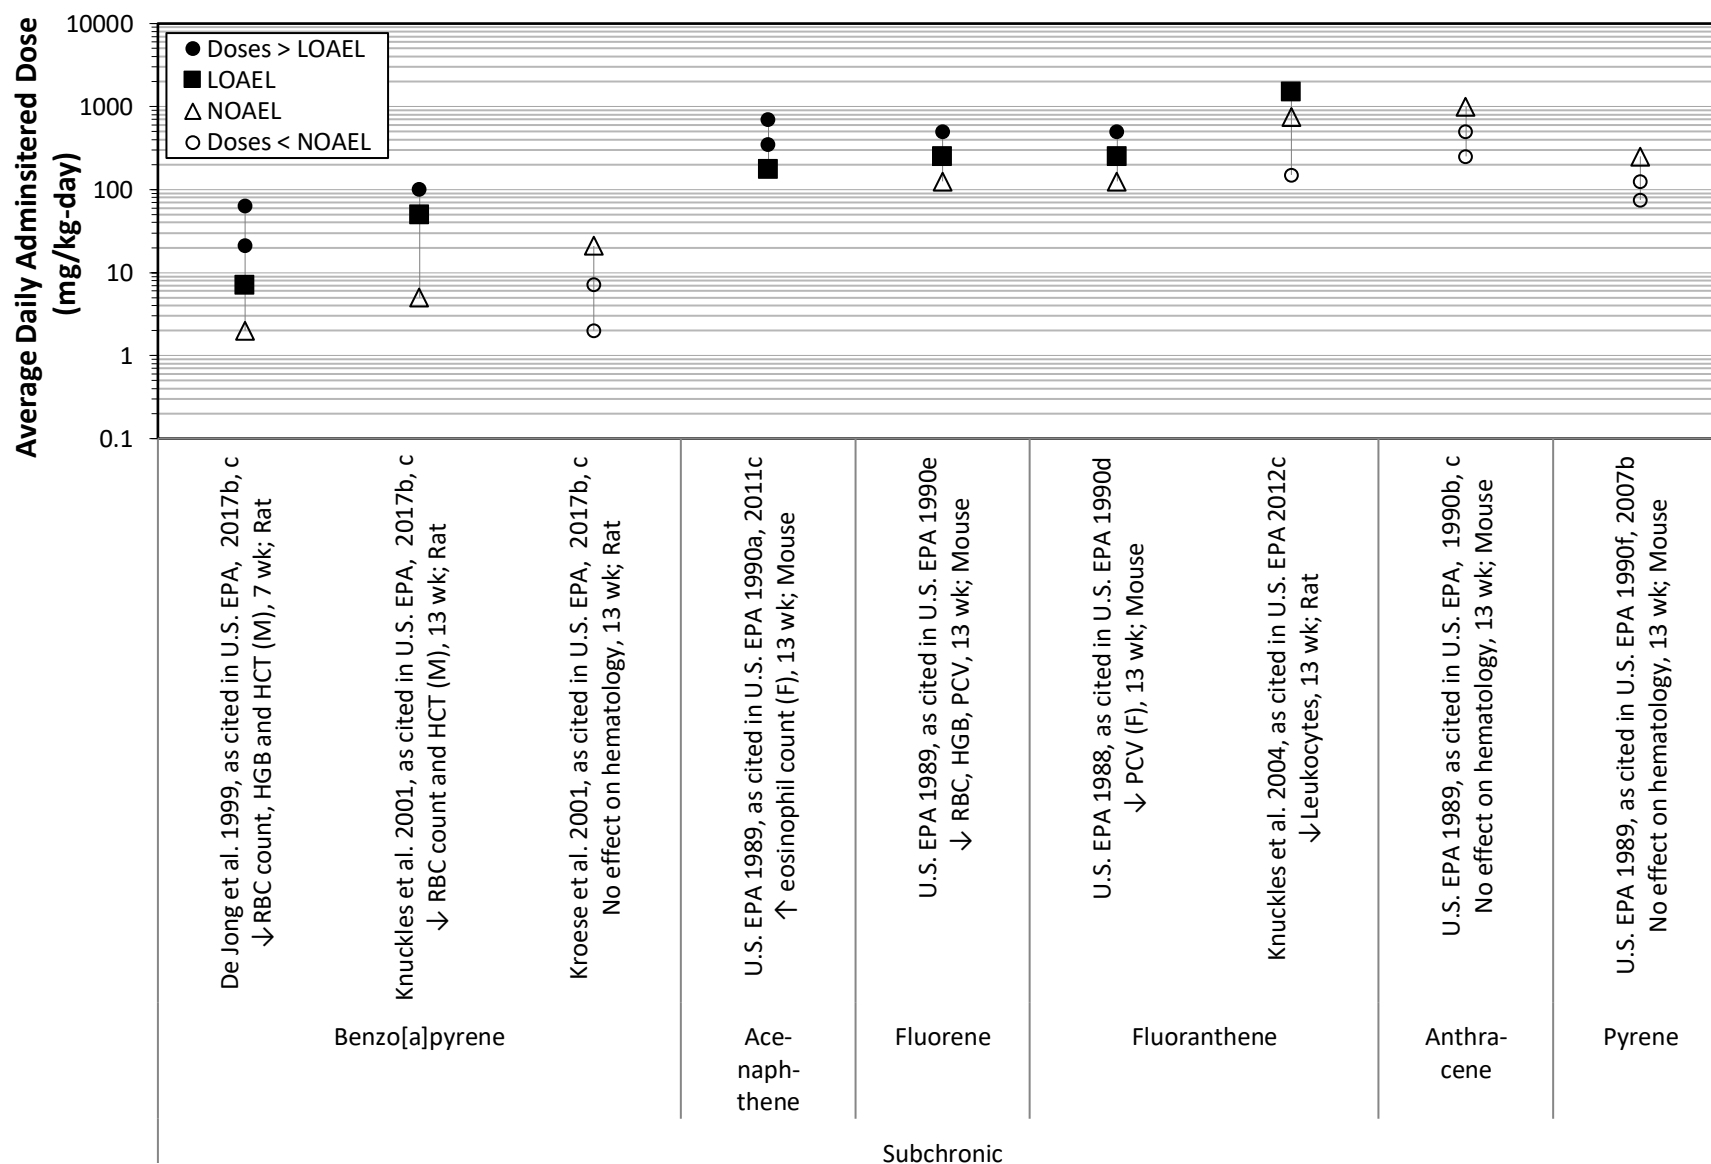 Average Daily Adminsitered Dose
(mg/kg-day)
10000
1000
100
10
1
0.1
Doses > LOAEL
LOAEL
NOAEL
Doses < NOAEL
De Jong et al. 1999, as cited in U.S. EPA, 2017b, c
↓RBC count, HGB and HCT (M), 7 wk; Rat
Knuckles et al. 2001, as cited in U.S. EPA, 2017b, c
↓ RBC count and HCT (M), 13 wk; Rat
Kroese et al. 2001, as cited in U.S. EPA, 2017b, c
No effect on hematology, 13 wk; Rat
U.S. EPA 1989, as cited in U.S. EPA 1990a, 2011c
↑ eosinophil count (F), 13 wk; Mouse
U.S. EPA 1989, as cited in U.S. EPA 1990e
↓ RBC, HGB, PCV, 13 wk; Mouse
U.S. EPA 1988, as cited in U.S. EPA 1990d
↓ PCV (F), 13 wk; Mouse
Knuckles et al. 2004, as cited in U.S. EPA 2012c
↓Leukocytes, 13 wk; Rat
U.S. EPA 1989, as cited in U.S. EPA, 1990b, c
No effect on hematology, 13 wk; Mouse
U.S. EPA 1989, as cited in U.S. EPA 1990f, 2007b
No effect on hematology, 13 wk; Mouse
Benzo[a]pyrene
Ace-
naph-
thene
Fluorene
Fluoranthene
Anthra-
cene
Pyrene
Subchronic